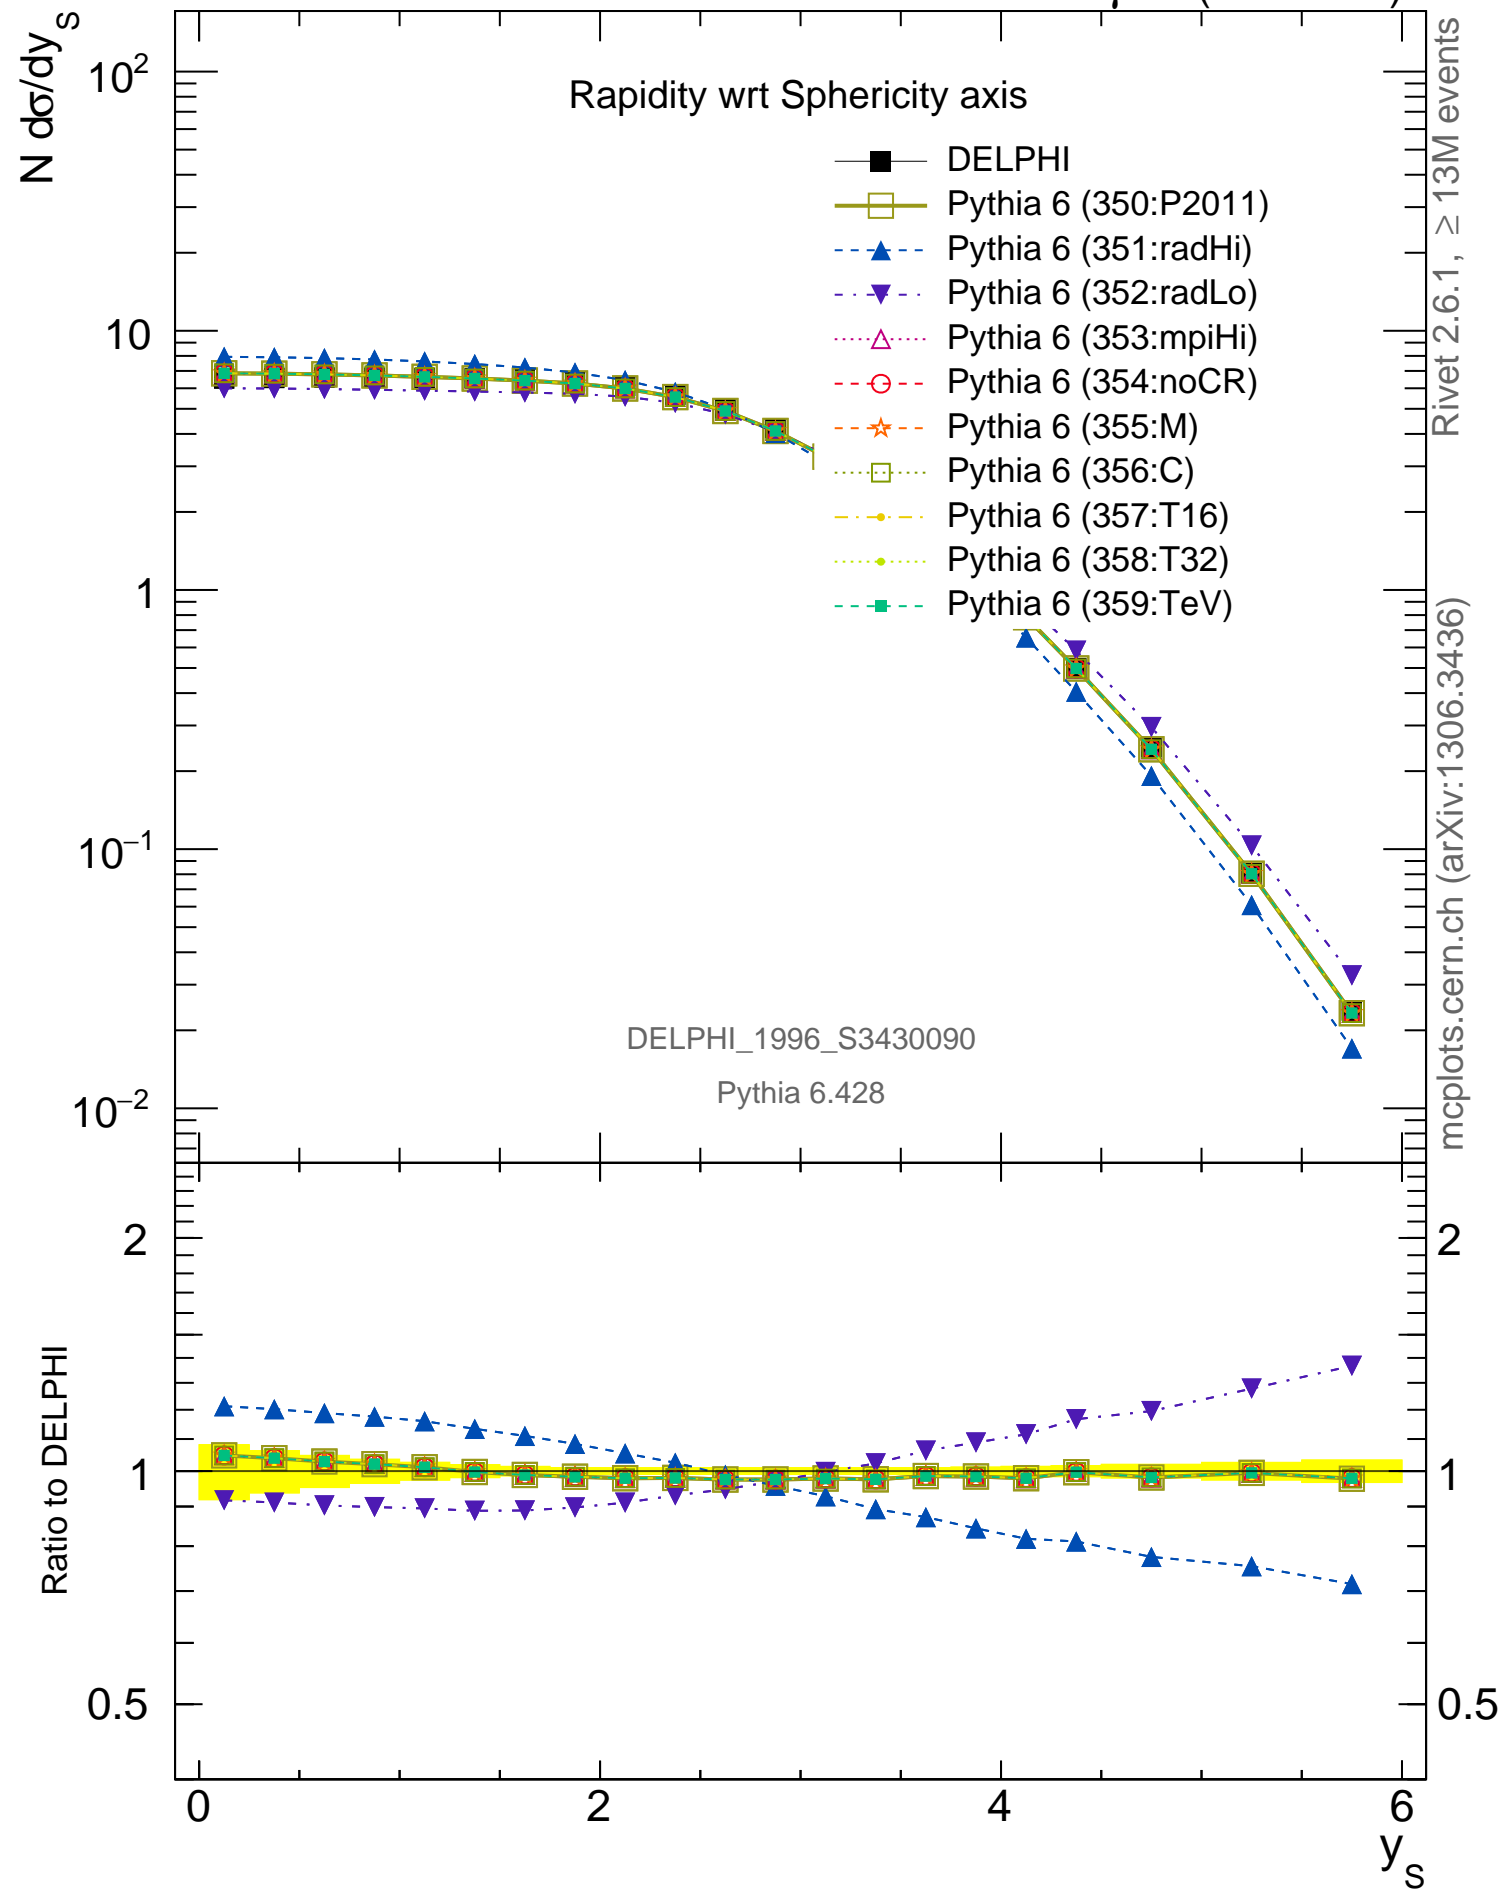 N dσ/dy_S
10²
10
1
10⁻¹
10⁻²
Rapidity wrt Sphericity axis
DELPHI
Pythia 6 (350:P2011)
Pythia 6 (351:radHi)
Pythia 6 (352:radLo)
Pythia 6 (353:mpiHi)
Pythia 6 (354:noCR)
Pythia 6 (355:M)
Pythia 6 (356:C)
Pythia 6 (357:T16)
Pythia 6 (358:T32)
Pythia 6 (359:TeV)
DELPHI_1996_S3430090
Pythia 6.428
Rivet 2.6.1, ≥ 13M events
mcplots.cern.ch (arXiv:1306.3436)
Ratio to DELPHI
2
1
0.5
2
1
0.5
0
2
4
6
y_S